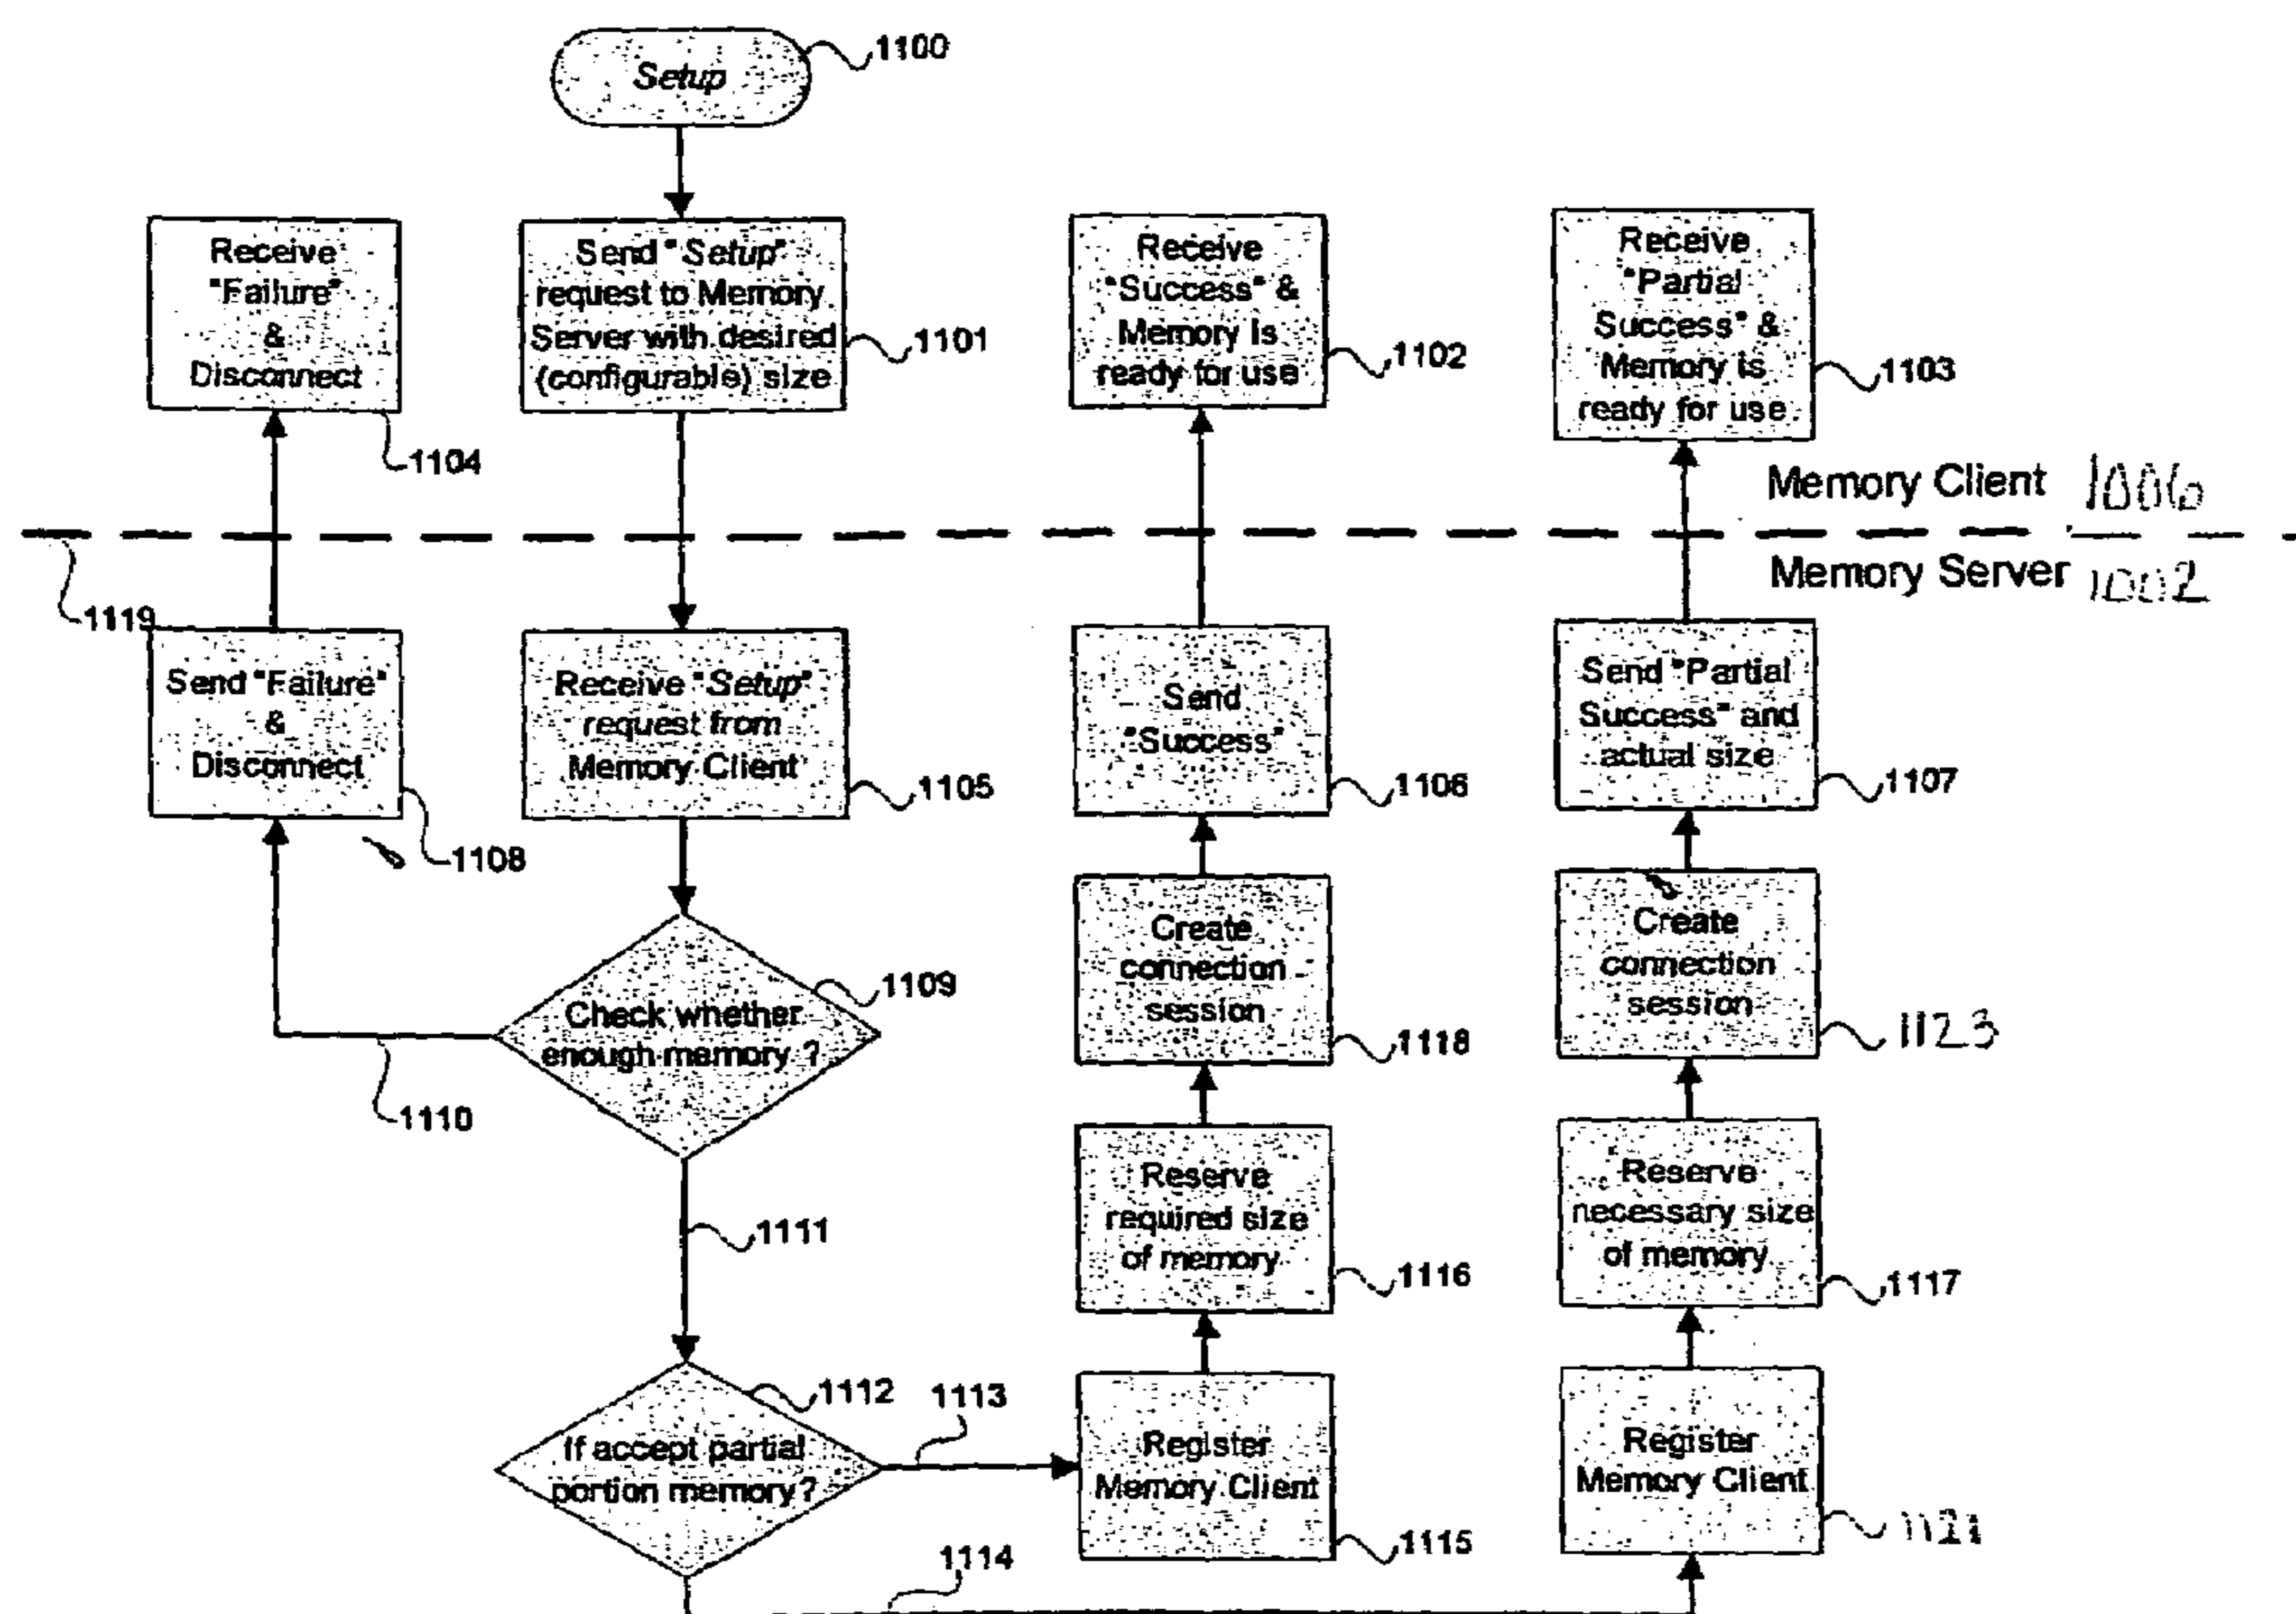 Setup
1100
Receive
"Failure"
&
Disconnect
1104
Send "Setup"
request to Memory
Server with desired
(configurable) size
1101
Receive
"Success" &
Memory is
ready for use
1102
Receive
"Partial
Success" &
Memory is
ready for use
1103
Memory Client 1006
Memory Server 1002
1119
Send "Failure"
&
Disconnect
1108
Receive "Setup"
request from
Memory Client
1105
Send
"Success"
1106
Send "Partial
Success" and
actual size
1107
Check whether
enough memory ?
1109
1110
Create
connection
session
1118
Create
connection
session
1123
1111
Reserve
required size
of memory
1116
Reserve
necessary size
of memory
1117
If accept partial
portion memory?
1112
1113
Register
Memory Client
1115
Register
Memory Client
1121
1114